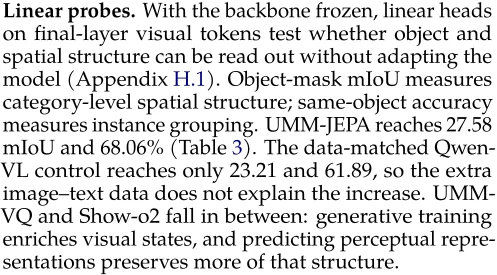 Linear probes. With the backbone frozen, linear heads
on final-layer visual tokens test whether object and
spatial structure can be read out without adapting the
model (Appendix H.1). Object-mask mIoU measures
category-level spatial structure; same-object accuracy
measures instance grouping. UMM-JEPA reaches 27.58
mIoU and 68.06% (Table 3). The data-matched Qwen-
VL control reaches only 23.21 and 61.89, so the extra
image–text data does not explain the increase. UMM-
VQ and Show-o2 fall in between: generative training
enriches visual states, and predicting perceptual repre-
sentations preserves more of that structure.